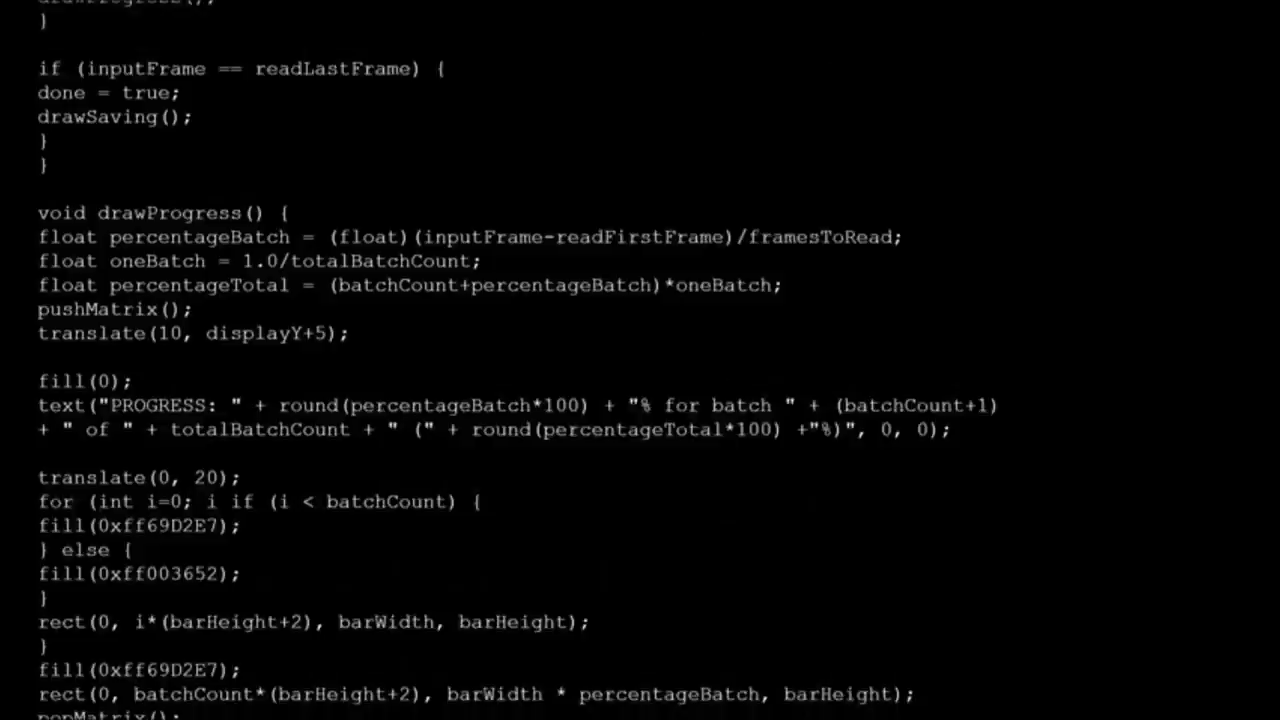 }
if (inputFrame == readLastFrame) {
done = true;
drawSaving();
}
}
void drawProgress() {
float percentageBatch = (float)(inputFrame-readFirstFrame)/framesToRead;
float oneBatch = 1.0/totalBatchCount;
float percentageTotal = (batchCount+percentageBatch)*oneBatch;
pushMatrix();
translate(10, displayY+5);
fill(0);
text("PROGRESS: " + round(percentageBatch*100) + "% for batch " + (batchCount+1)
+ " of " + totalBatchCount + " (" + round(percentageTotal*100) +"%)", 0, 0);
translate(0, 20);
for (int i=0; i if (i < batchCount) {
fill(0xff69D2E7);
} else {
fill(0xff003652);
}
rect(0, i*(barHeight+2), barWidth, barHeight);
}
fill(0xff69D2E7);
rect(0, batchCount*(barHeight+2), barWidth * percentageBatch, barHeight);
popMatrix();